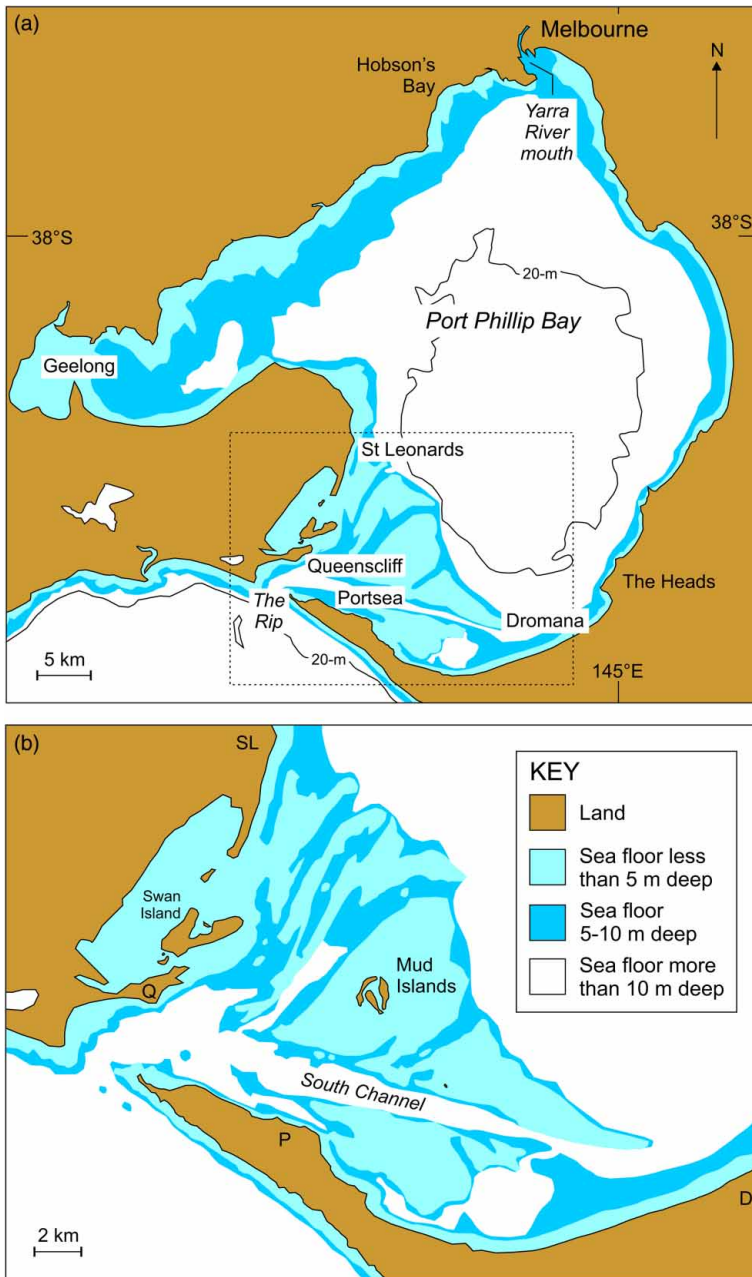 (a)
Melbourne
Hobson's
Bay
N
Yarra
River
mouth
38°S
38°S
20-m
Port Phillip Bay
Geelong
St Leonards
Queenscliff
The Heads
Portsea
The
Rip
Dromana
20-m
5 km
145°E
(b)
SL
KEY
Land
Sea floor less
than 5 m deep
Sea floor
5-10 m deep
Sea floor more
than 10 m deep
Swan
Island
Mud
Islands
Q
South Channel
P
D
2 km